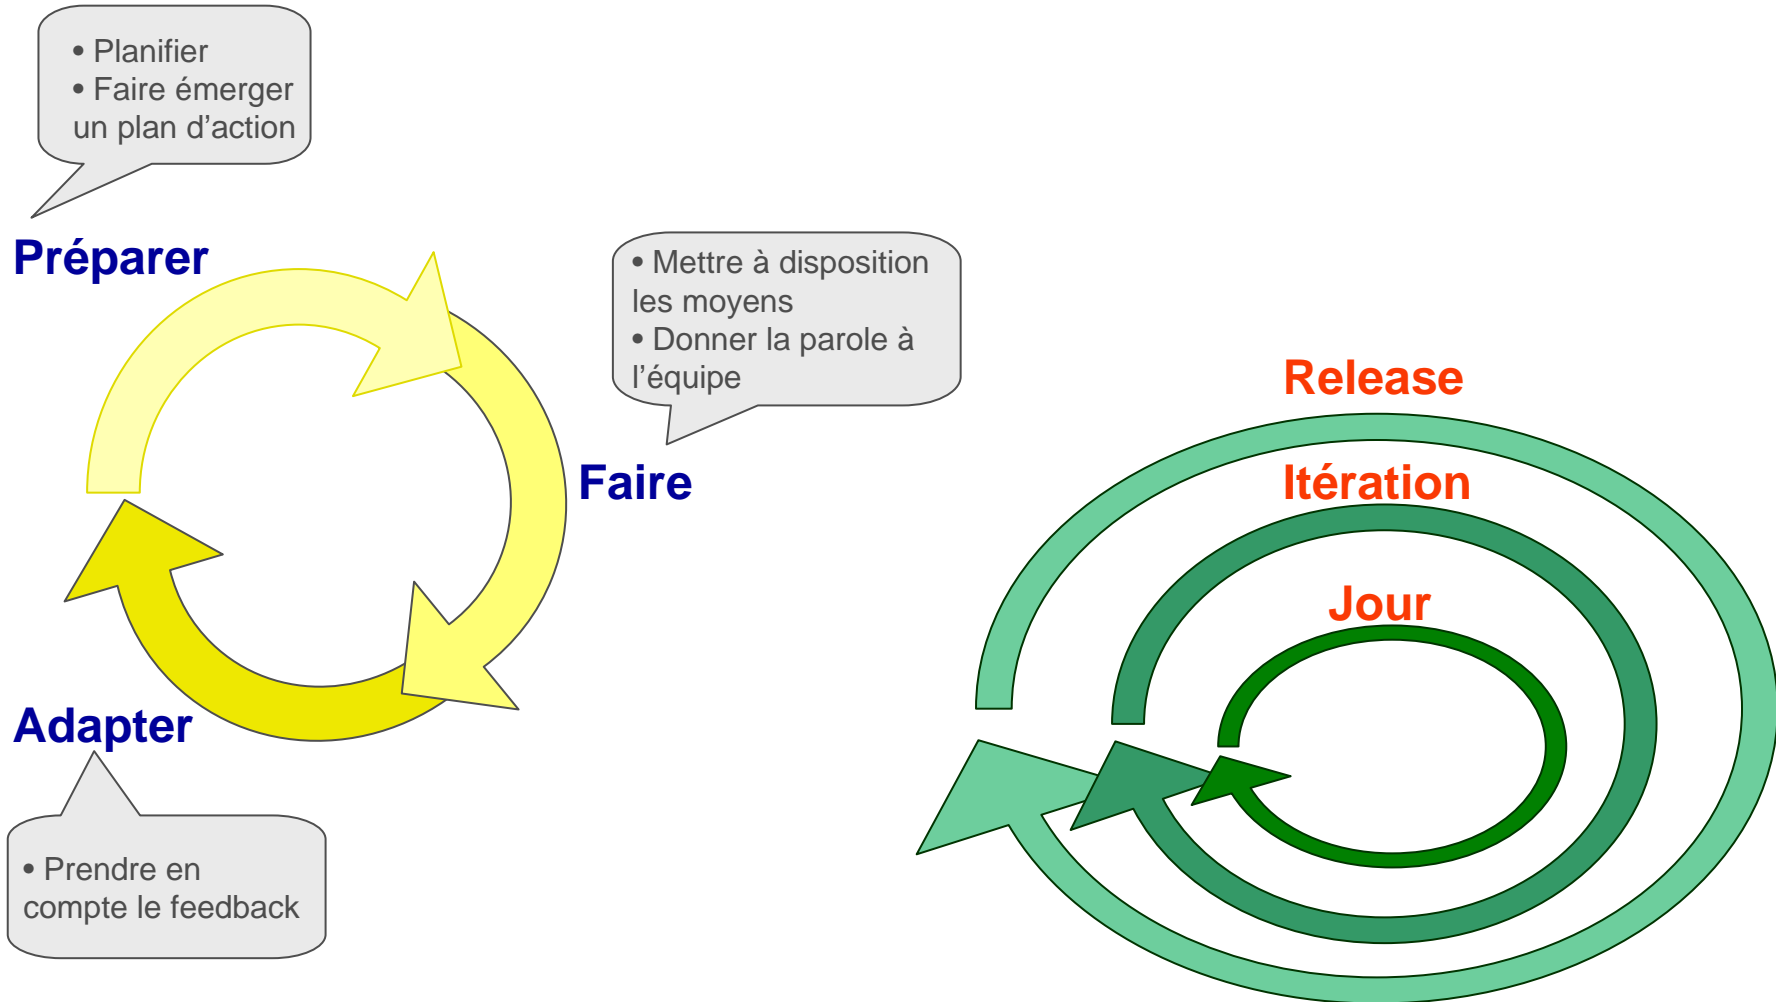 • Planifier
• Faire émerger
un plan d’action
Préparer
• Mettre à disposition
les moyens
• Donner la parole à
l’équipe
Faire
Adapter
• Prendre en
compte le feedback
Release
Itération
Jour